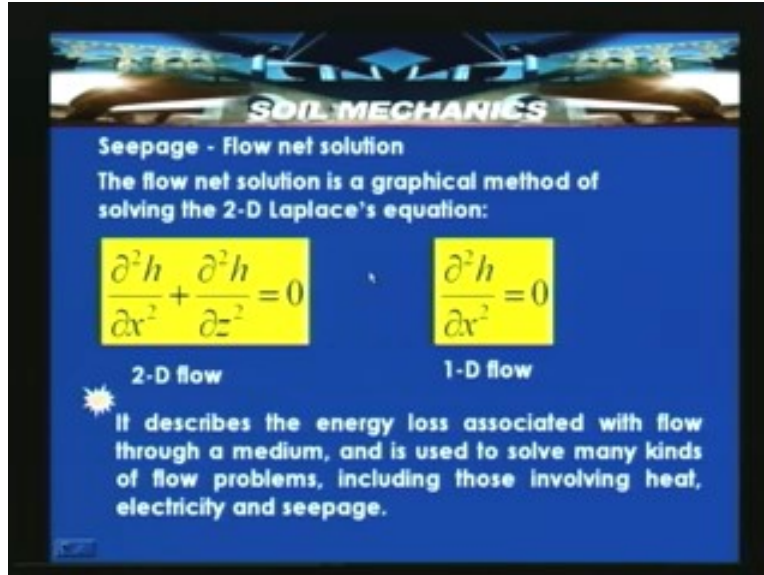 SOIL MECHANICS
Seepage - Flow net solution
The flow net solution is a graphical method of
solving the 2-D Laplace's equation:
∂²h/∂x² + ∂²h/∂z² = 0
∂²h/∂x² = 0
2-D flow
1-D flow
It describes the energy loss associated with flow
through a medium, and is used to solve many kinds
of flow problems, including those involving heat,
electricity and seepage.